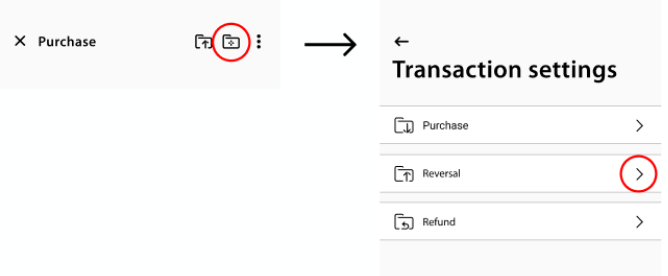 Purchase
Transaction settings
Purchase
Reversal
Refund